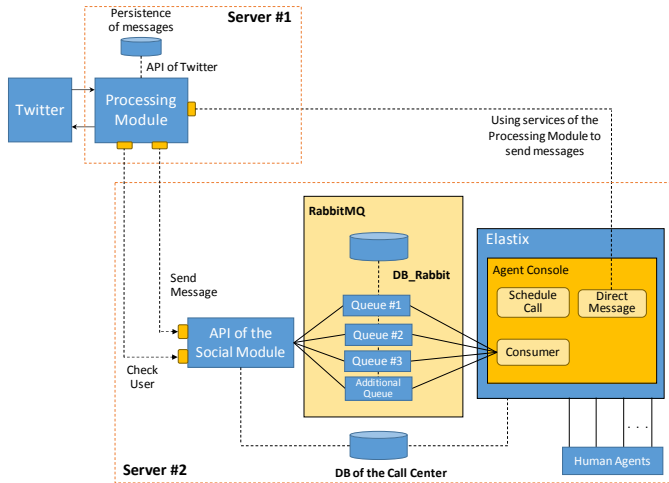 Persistence
of messages
Server #1
API of Twitter
Twitter
Processing
Module
Using services of the
Processing Module to
send messages
RabbitMQ
Elastix
DB_Rabbit
Agent Console
Send
Message
Queue #1
Schedule
Call
Direct
Message
API of the
Social Module
Queue #2
Queue #3
Consumer
Check
User
Additional
Queue
. . .
Server #2
DB of the Call Center
Human Agents